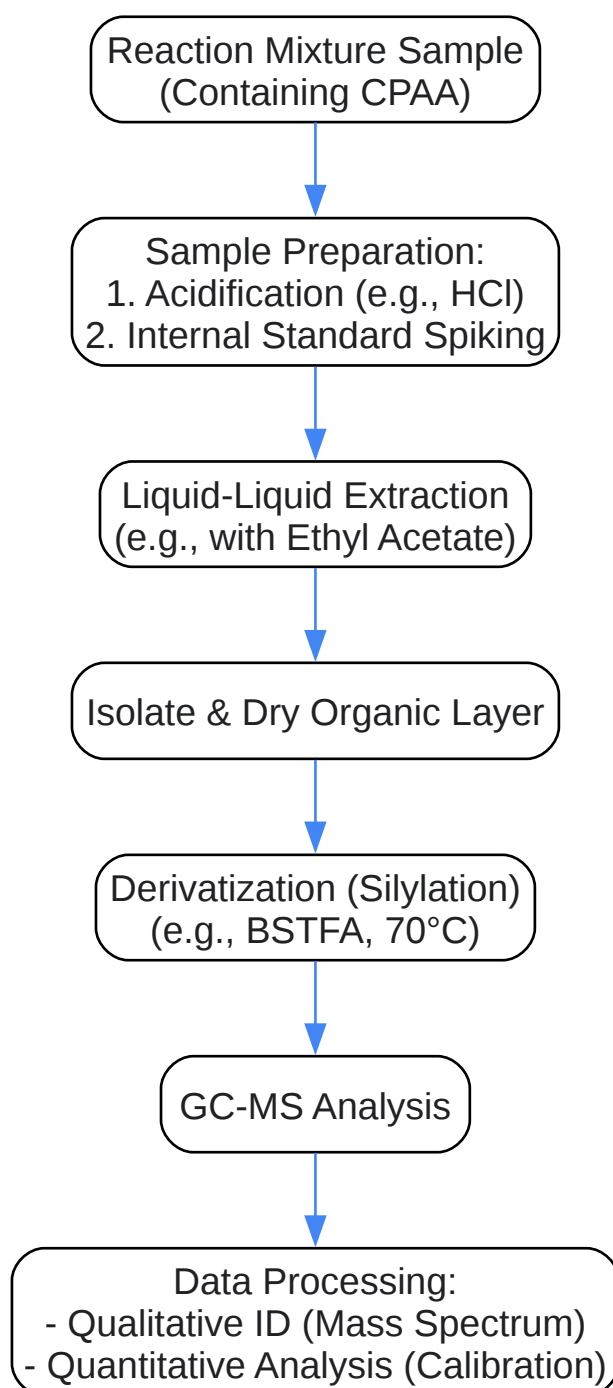 Reaction Mixture Sample
(Containing CPAA)
Sample Preparation:
1. Acidification (e.g., HCl)
2. Internal Standard Spiking
Liquid-Liquid Extraction
(e.g., with Ethyl Acetate)
Isolate & Dry Organic Layer
Derivatization (Silylation)
(e.g., BSTFA, 70°C)
GC-MS Analysis
Data Processing:
- Qualitative ID (Mass Spectrum)
- Quantitative Analysis (Calibration)